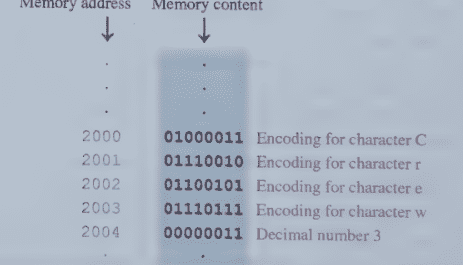 Memory address Memory content
2000 01000011 Encoding for character C
2001 01110010 Encoding for character r
2002 01100101 Encoding for character e
2003 01110111 Encoding for character w
2004 00000011 Decimal number 3